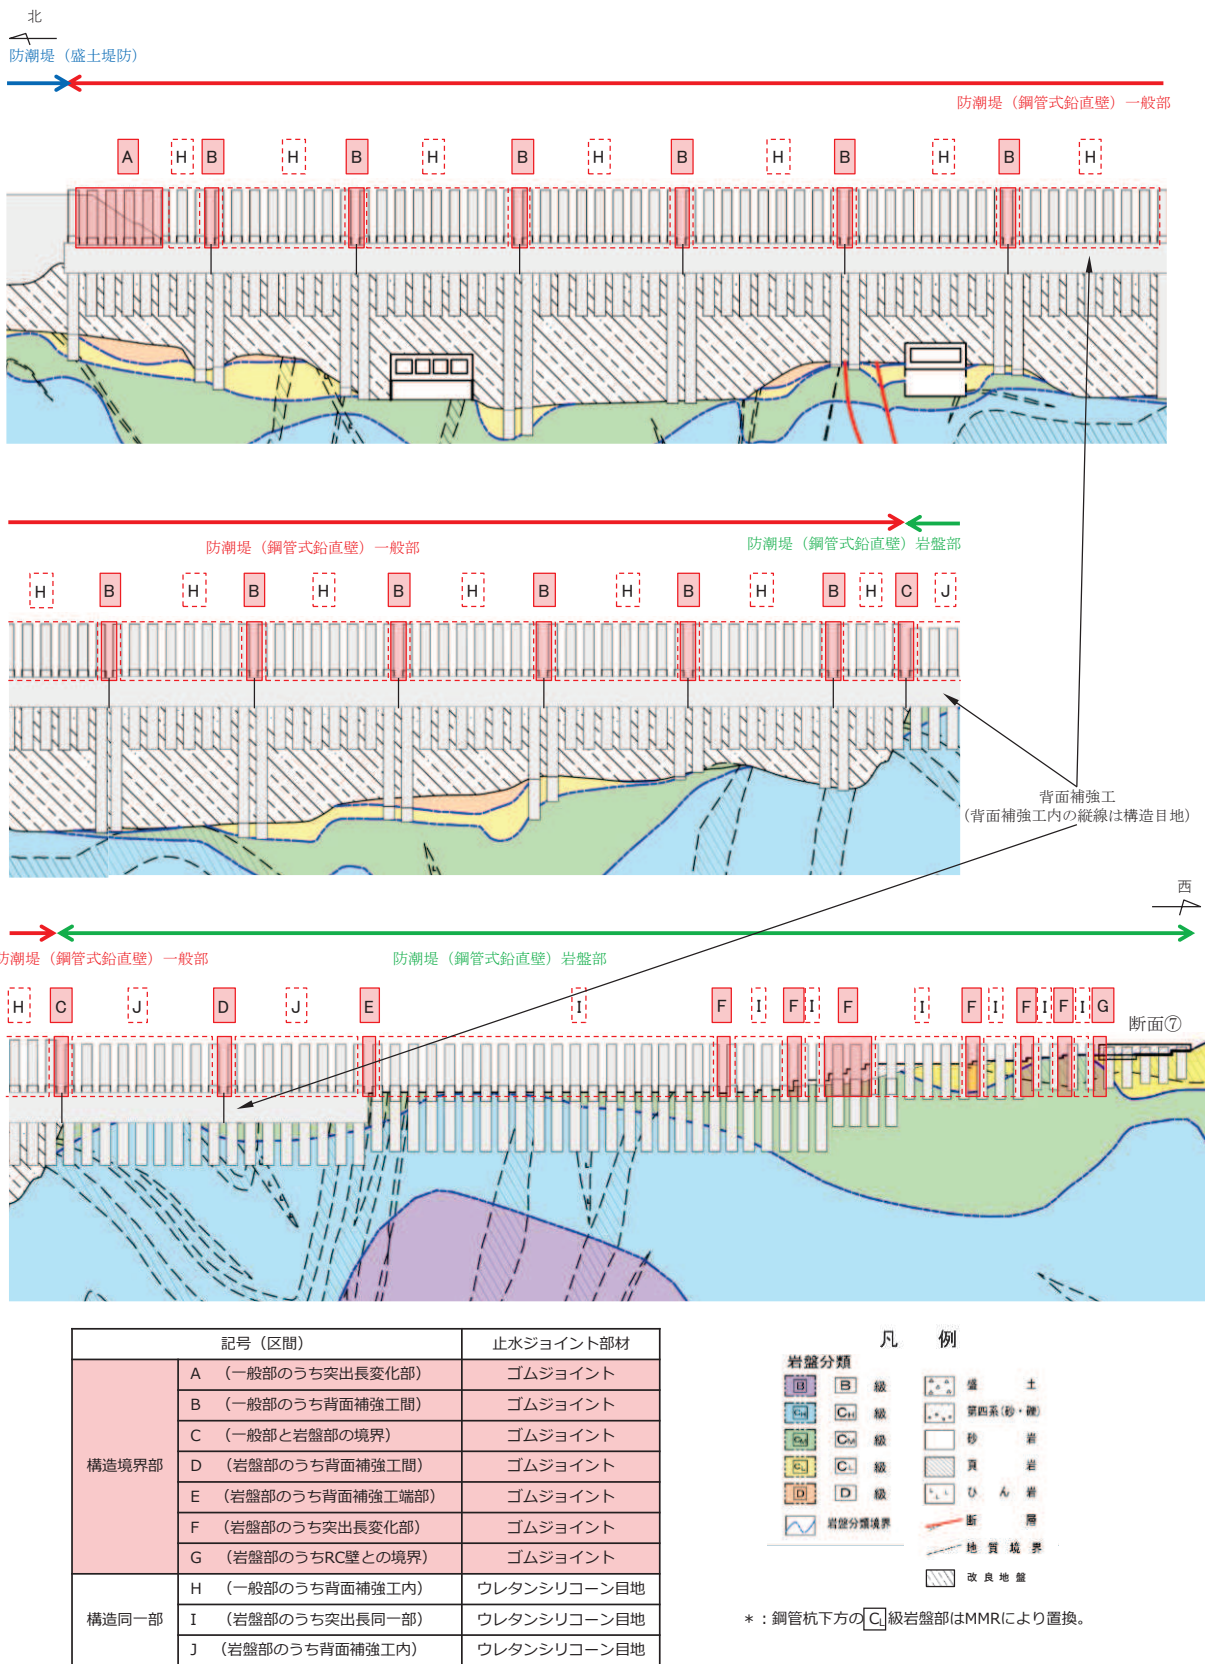 北
防潮堤（盛土堤防）
防潮堤（鋼管式鉛直壁）一般部
A H B H B H B H B H B H B H
防潮堤（鋼管式鉛直壁）一般部
防潮堤（鋼管式鉛直壁）岩盤部
H B H B H B H B H B H B H C J
背面補強工
（背面補強工内の縦線は構造目地）
西
防潮堤（鋼管式鉛直壁）一般部
防潮堤（鋼管式鉛直壁）岩盤部
H C J D J E I F I F I F I F I F I F I G
断面⑦
記号（区間） 止水ジョイント部材
構造境界部
A （一般部のうち突出長変化部） ゴムジョイント
B （一般部のうち背面補強工間） ゴムジョイント
C （一般部と岩盤部の境界） ゴムジョイント
D （岩盤部のうち背面補強工間） ゴムジョイント
E （岩盤部のうち背面補強工端部） ゴムジョイント
F （岩盤部のうち突出長変化部） ゴムジョイント
G （岩盤部のうちRC壁との境界） ゴムジョイント
構造同一部
H （一般部のうち背面補強工内） ウレタンシリコーン目地
I （岩盤部のうち突出長同一部） ウレタンシリコーン目地
J （岩盤部のうち背面補強工内） ウレタンシリコーン目地
凡 例
岩盤分類
B B 級
CH CH 級
CM CM 級
CL CL 級
D D 級
岩盤分類境界
盛土
第四系(砂・礫)
砂岩
頁岩
ひん岩
断層
地質境界
改良地盤
＊：鋼管杭下方のCL級岩盤部はMMRにより置換。